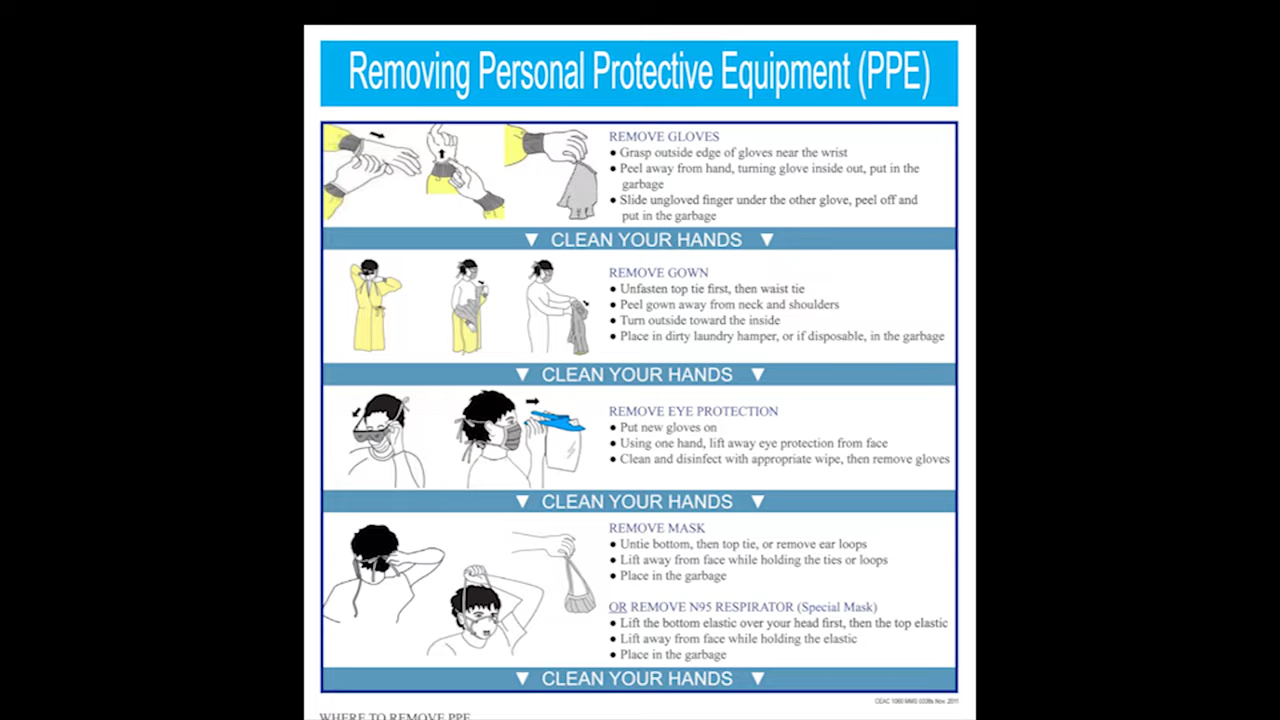 Removing Personal Protective Equipment (PPE)
REMOVE GLOVES
● Grasp outside edge of gloves near the wrist
● Peel away from hand, turning glove inside out, put in the
garbage
● Slide ungloved finger under the other glove, peel off and
put in the garbage
▼ CLEAN YOUR HANDS ▼
REMOVE GOWN
● Unfasten top tie first, then waist tie
● Peel gown away from neck and shoulders
● Turn outside toward the inside
● Place in dirty laundry hamper, or if disposable, in the garbage
▼ CLEAN YOUR HANDS ▼
REMOVE EYE PROTECTION
● Put new gloves on
● Using one hand, lift away eye protection from face
● Clean and disinfect with appropriate wipe, then remove gloves
▼ CLEAN YOUR HANDS ▼
REMOVE MASK
● Untie bottom, then top tie, or remove ear loops
● Lift away from face while holding the ties or loops
● Place in the garbage
OR REMOVE N95 RESPIRATOR (Special Mask)
● Lift the bottom elastic over your head first, then the top elastic
● Lift away from face while holding the elastic
● Place in the garbage
▼ CLEAN YOUR HANDS ▼
Nov. 2011
WHERE TO REMOVE PPE